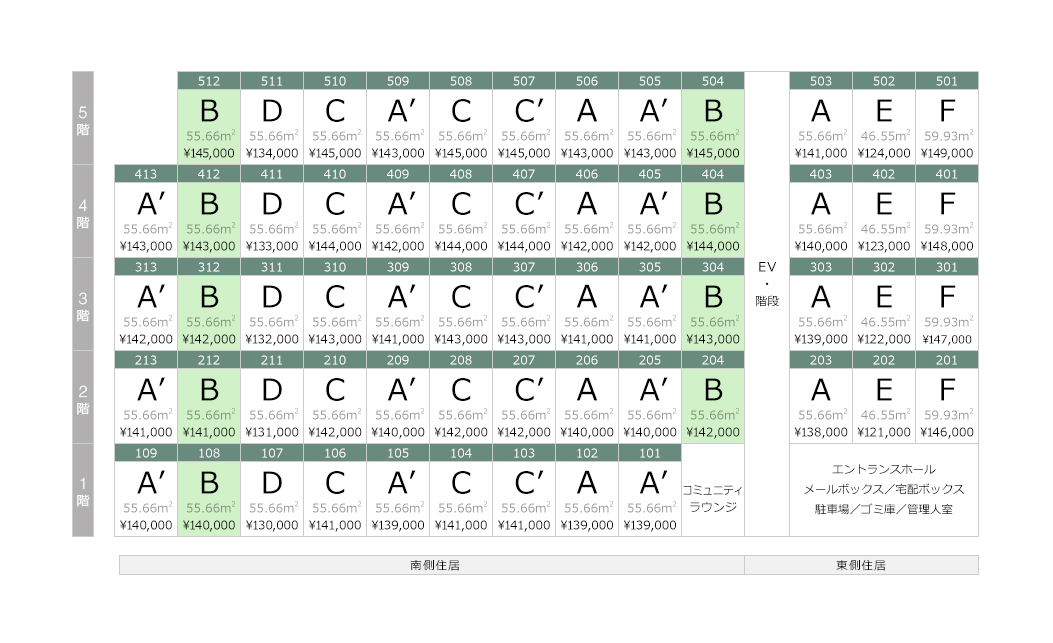 5階
512 511 510 509 508 507 506 505 504 503 502 501
B D C A′ C C′ A A′ B A E F
55.66m² 55.66m² 55.66m² 55.66m² 55.66m² 55.66m² 55.66m² 55.66m² 55.66m² 55.66m² 46.55m² 59.93m²
¥145,000 ¥134,000 ¥145,000 ¥143,000 ¥145,000 ¥145,000 ¥143,000 ¥143,000 ¥145,000 ¥141,000 ¥124,000 ¥149,000
4階
413 412 411 410 409 408 407 406 405 404 403 402 401
A′ B D C A′ C C′ A A′ B A E F
55.66m² 55.66m² 55.66m² 55.66m² 55.66m² 55.66m² 55.66m² 55.66m² 55.66m² 55.66m² 55.66m² 46.55m² 59.93m²
¥143,000 ¥143,000 ¥133,000 ¥144,000 ¥142,000 ¥144,000 ¥144,000 ¥142,000 ¥142,000 ¥144,000 ¥140,000 ¥123,000 ¥148,000
EV
・
階段
3階
313 312 311 310 309 308 307 306 305 304 303 302 301
A′ B D C A′ C C′ A A′ B A E F
55.66m² 55.66m² 55.66m² 55.66m² 55.66m² 55.66m² 55.66m² 55.66m² 55.66m² 55.66m² 55.66m² 46.55m² 59.93m²
¥142,000 ¥142,000 ¥132,000 ¥143,000 ¥141,000 ¥143,000 ¥143,000 ¥141,000 ¥141,000 ¥143,000 ¥139,000 ¥122,000 ¥147,000
2階
213 212 211 210 209 208 207 206 205 204 203 202 201
A′ B D C A′ C C′ A A′ B A E F
55.66m² 55.66m² 55.66m² 55.66m² 55.66m² 55.66m² 55.66m² 55.66m² 55.66m² 55.66m² 55.66m² 46.55m² 59.93m²
¥141,000 ¥141,000 ¥131,000 ¥142,000 ¥140,000 ¥142,000 ¥142,000 ¥140,000 ¥140,000 ¥142,000 ¥138,000 ¥121,000 ¥146,000
1階
109 108 107 106 105 104 103 102 101
A′ B D C A′ C C′ A A′
55.66m² 55.66m² 55.66m² 55.66m² 55.66m² 55.66m² 55.66m² 55.66m² 55.66m²
¥140,000 ¥140,000 ¥130,000 ¥141,000 ¥139,000 ¥141,000 ¥141,000 ¥139,000 ¥139,000
コミュニティ
ラウンジ
エントランスホール
メールボックス／宅配ボックス
駐車場／ゴミ庫／管理人室
南側住居 東側住居